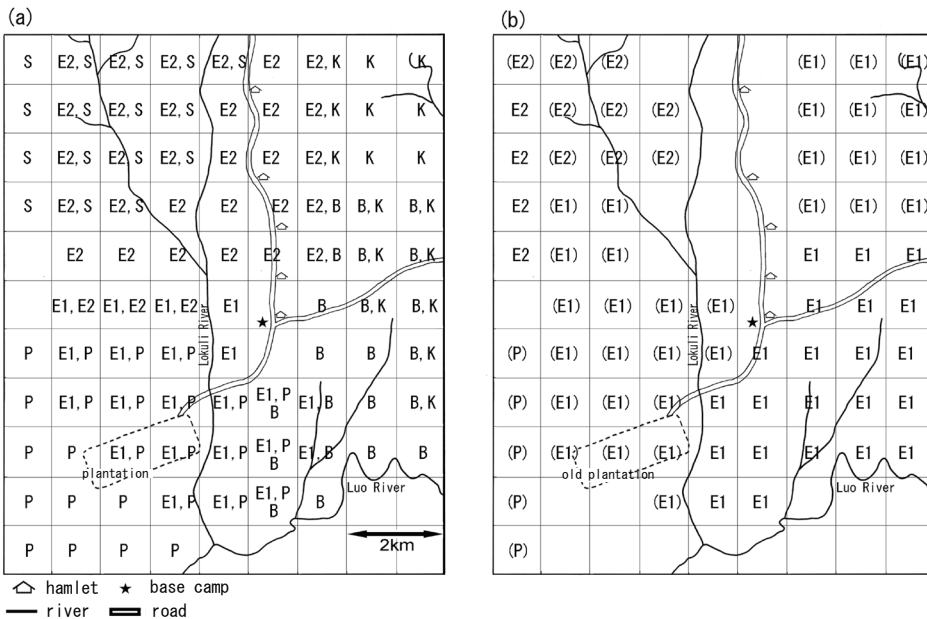 (a)
S E2, S E2, S E2, S E2, S E2 E2, K K K
S E2, S E2, S E2, S E2 E2 E2, K K K
S E2, S E2, S E2, S E2 E2 E2, K K K
S E2, S E2, S E2 E2 E2 E2, B B, K B, K
E2 E2 E2 E2 E2 E2, B B, K B, K
E1, E2 E1, E2 E1, E2 E1 B B, K B, K
Lokuli River
P E1, P E1, P E1, P E1 B B B, K
P E1, P E1, P E1, P E1, P E1, P B E1, B B B, K
P P E1, P E1, P E1, P E1, P B E1, B B B
plantation
P P P E1, P E1, P E1, P B B
Luo River
P P P P
2km
(b)
(E2) (E2) (E2) (E1) (E1) (E1)
E2 (E2) (E2) (E2) (E1) (E1) (E1)
E2 (E2) (E2) (E2) (E1) (E1) (E1)
E2 (E1) (E1) (E1) (E1) (E1)
E2 (E1) (E1) E1 E1 E1
(E1) (E1) (E1) (E1) E1 E1 E1
Lokuli River
(P) (E1) (E1) (E1) (E1) E1 E1 E1 E1
(P) (E1) (E1) (E1) E1 E1 E1 E1 E1
(P) (E1) (E1) (E1) E1 E1 E1 E1 E1
old plantation
(P) (E1) E1 E1
Luo River
(P)
hamlet base camp
river road